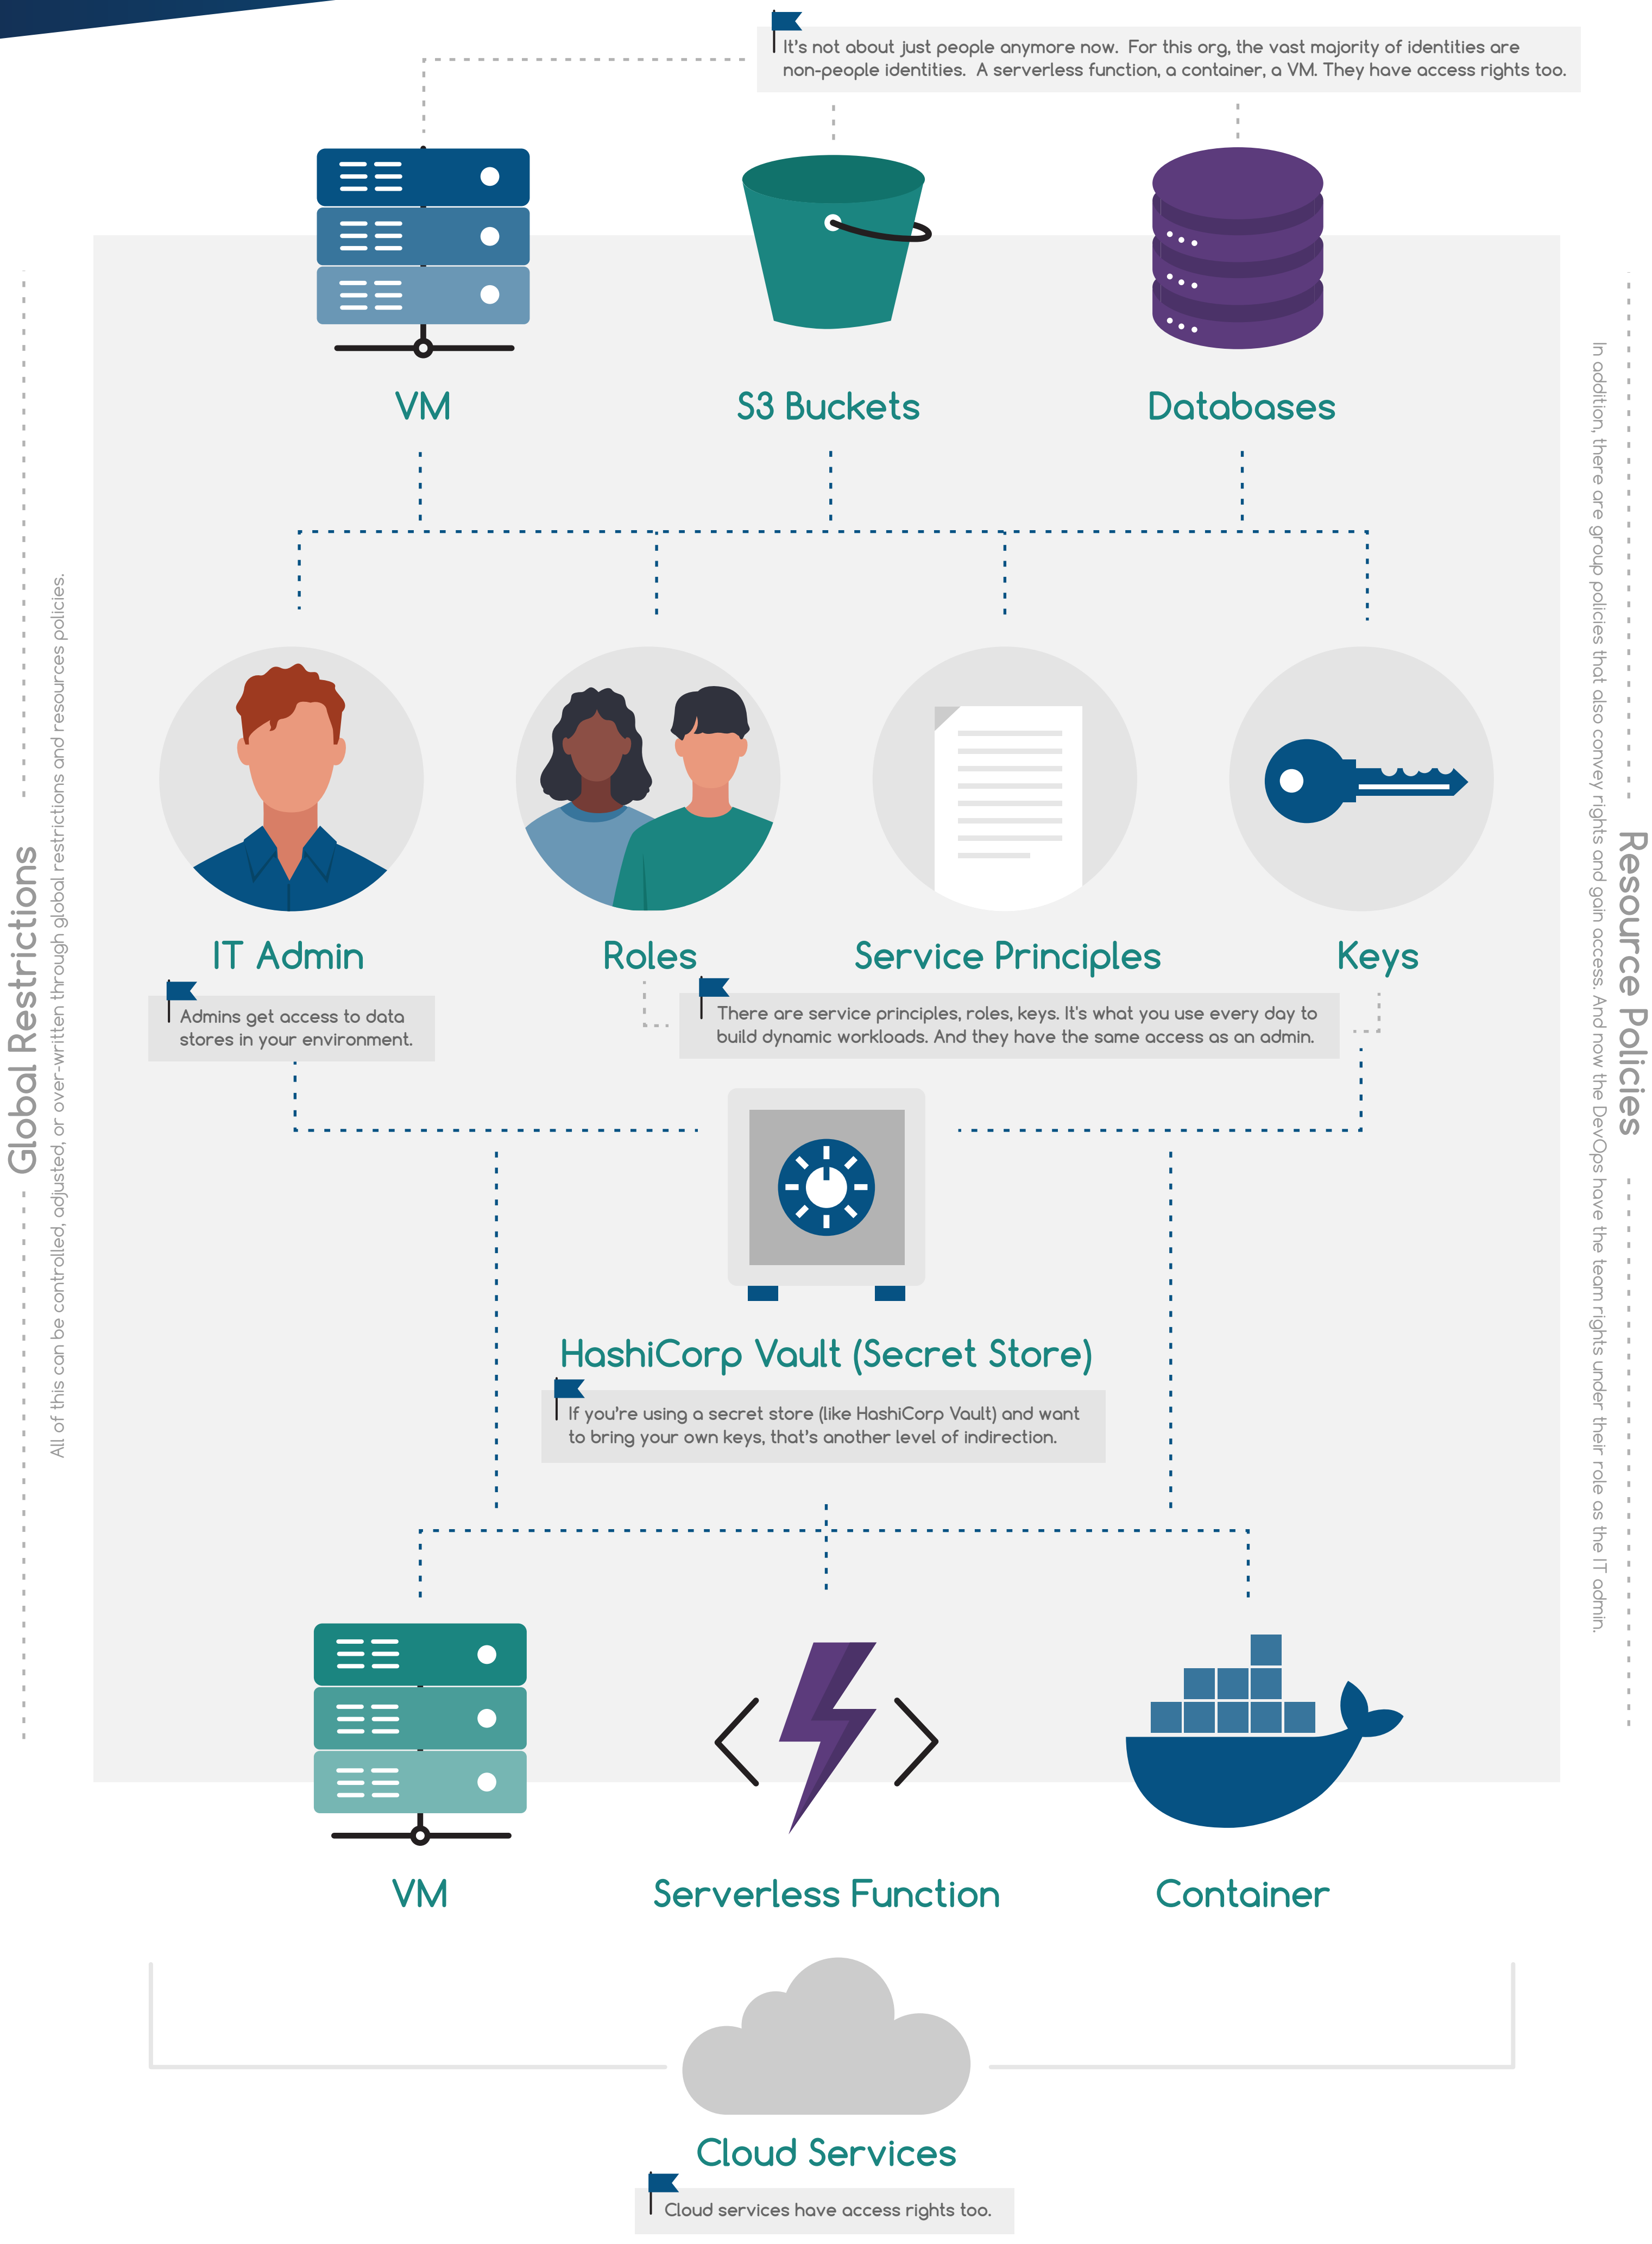 It's not about just people anymore now. For this org, the vast majority of identities are
non-people identities. A serverless function, a container, a VM. They have access rights too.
VM
S3 Buckets
Databases
IT Admin
Roles
Service Principles
Keys
Admins get access to data
stores in your environment.
There are service principles, roles, keys. It's what you use every day to
build dynamic workloads. And they have the same access as an admin.
HashiCorp Vault (Secret Store)
If you're using a secret store (like HashiCorp Vault) and want
to bring your own keys, that's another level of indirection.
VM
Serverless Function
Container
Cloud Services
Cloud services have access rights too.
Global Restrictions
All of this can be controlled, adjusted, or over-written through global restrictions and resources policies.
Resource Policies
In addition, there are group policies that also convey rights and gain access. And now the DevOps have the team rights under their role as the IT admin.